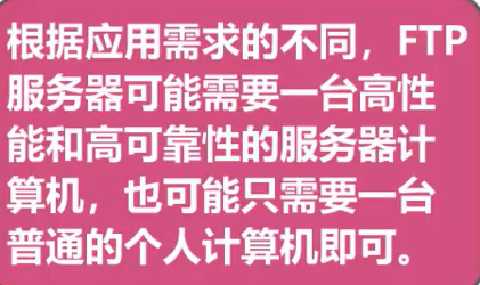 根据应用需求的不同，FTP
服务器可能需要一台高性
能和高可靠性的服务器计
算机，也可能只需要一台
普通的个人计算机即可。